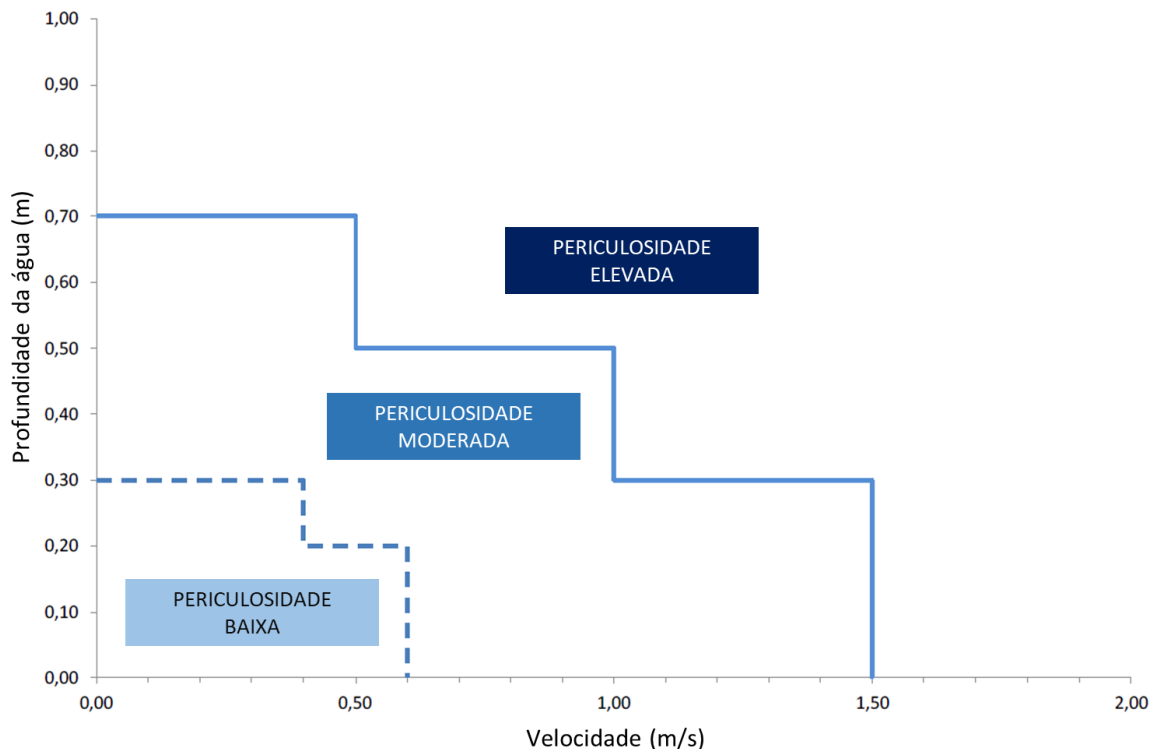 1,00
0,90
0,80
0,70
0,60
0,50
0,40
0,30
0,20
0,10
0,00
Profundidade da água (m)
PERICULOSIDADE
ELEVADA
PERICULOSIDADE
MODERADA
PERICULOSIDADE
BAIXA
0,00 0,50 1,00 1,50 2,00
Velocidade (m/s)